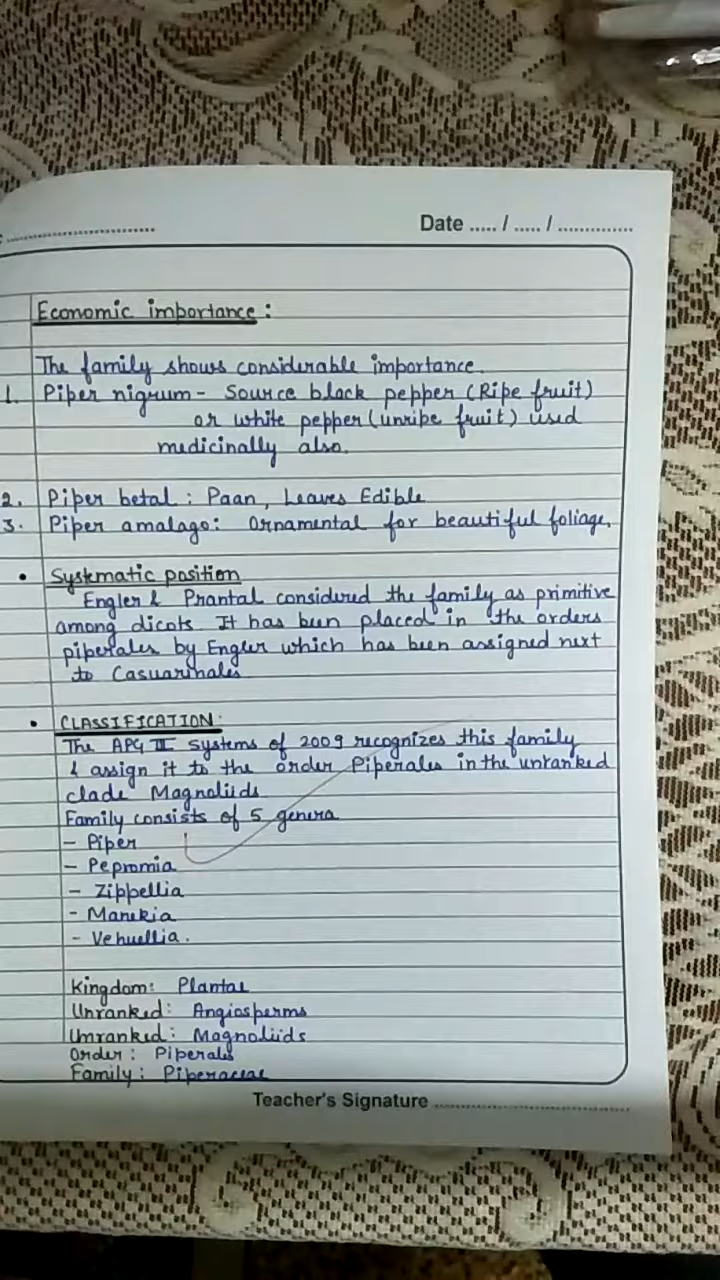 Date ..... / ..... / ..............
Economic importance :
The family shows considerable importance.
1. Piper nigrum - Source black pepper (Ripe fruit)
or white pepper (unripe fruit) used
medicinally also.
2. Piper betal : Paan, Leaves Edible
3. Piper amalago: Ornamental for beautiful foliage.
• Systematic position
Engler & Prantal considered the family as primitive
among dicots. It has been placed in the orders
piperales by Engler which has been assigned next
to Casuarinales
• CLASSIFICATION:
The APG III systems of 2009 recognizes this family
& assign it to the order Piperales in the unranked
clade Magnoliids
Family consists of 5 genera
- Piper
- Pepromia
- Zippellia
- Manekia
- Vehuellia.
Kingdom: Plantae
Unranked: Angiosperms
Unranked: Magnoliids
Order: Piperales
Family: Piperaceae
Teacher's Signature ..............................